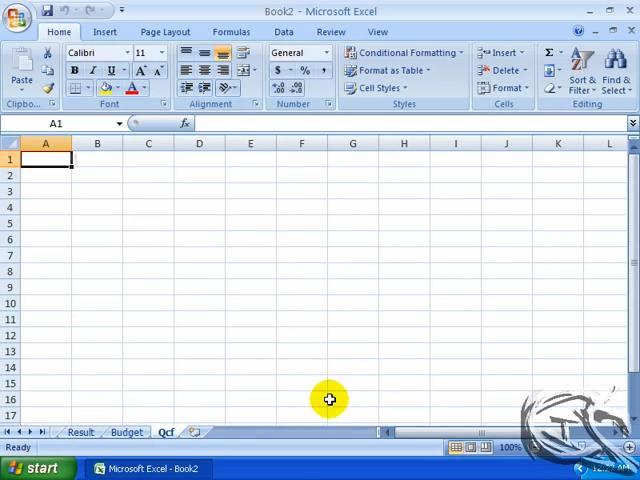 Book2 - Microsoft Excel
Home Insert Page Layout Formulas Data Review View
Paste
Calibri 11
B I U
A A
General
$ % ,
Conditional Formatting
Format as Table
Cell Styles
Insert
Delete
Format
Σ
Sort & Filter
Find & Select
Clipboa... Font Alignment Number Styles Cells Editing
A1 fx
A B C D E F G H I J K L
1
2
3
4
5
6
7
8
9
10
11
12
13
14
15
16
17
Result Budget Qcf
Ready 100%
start Microsoft Excel - Book2